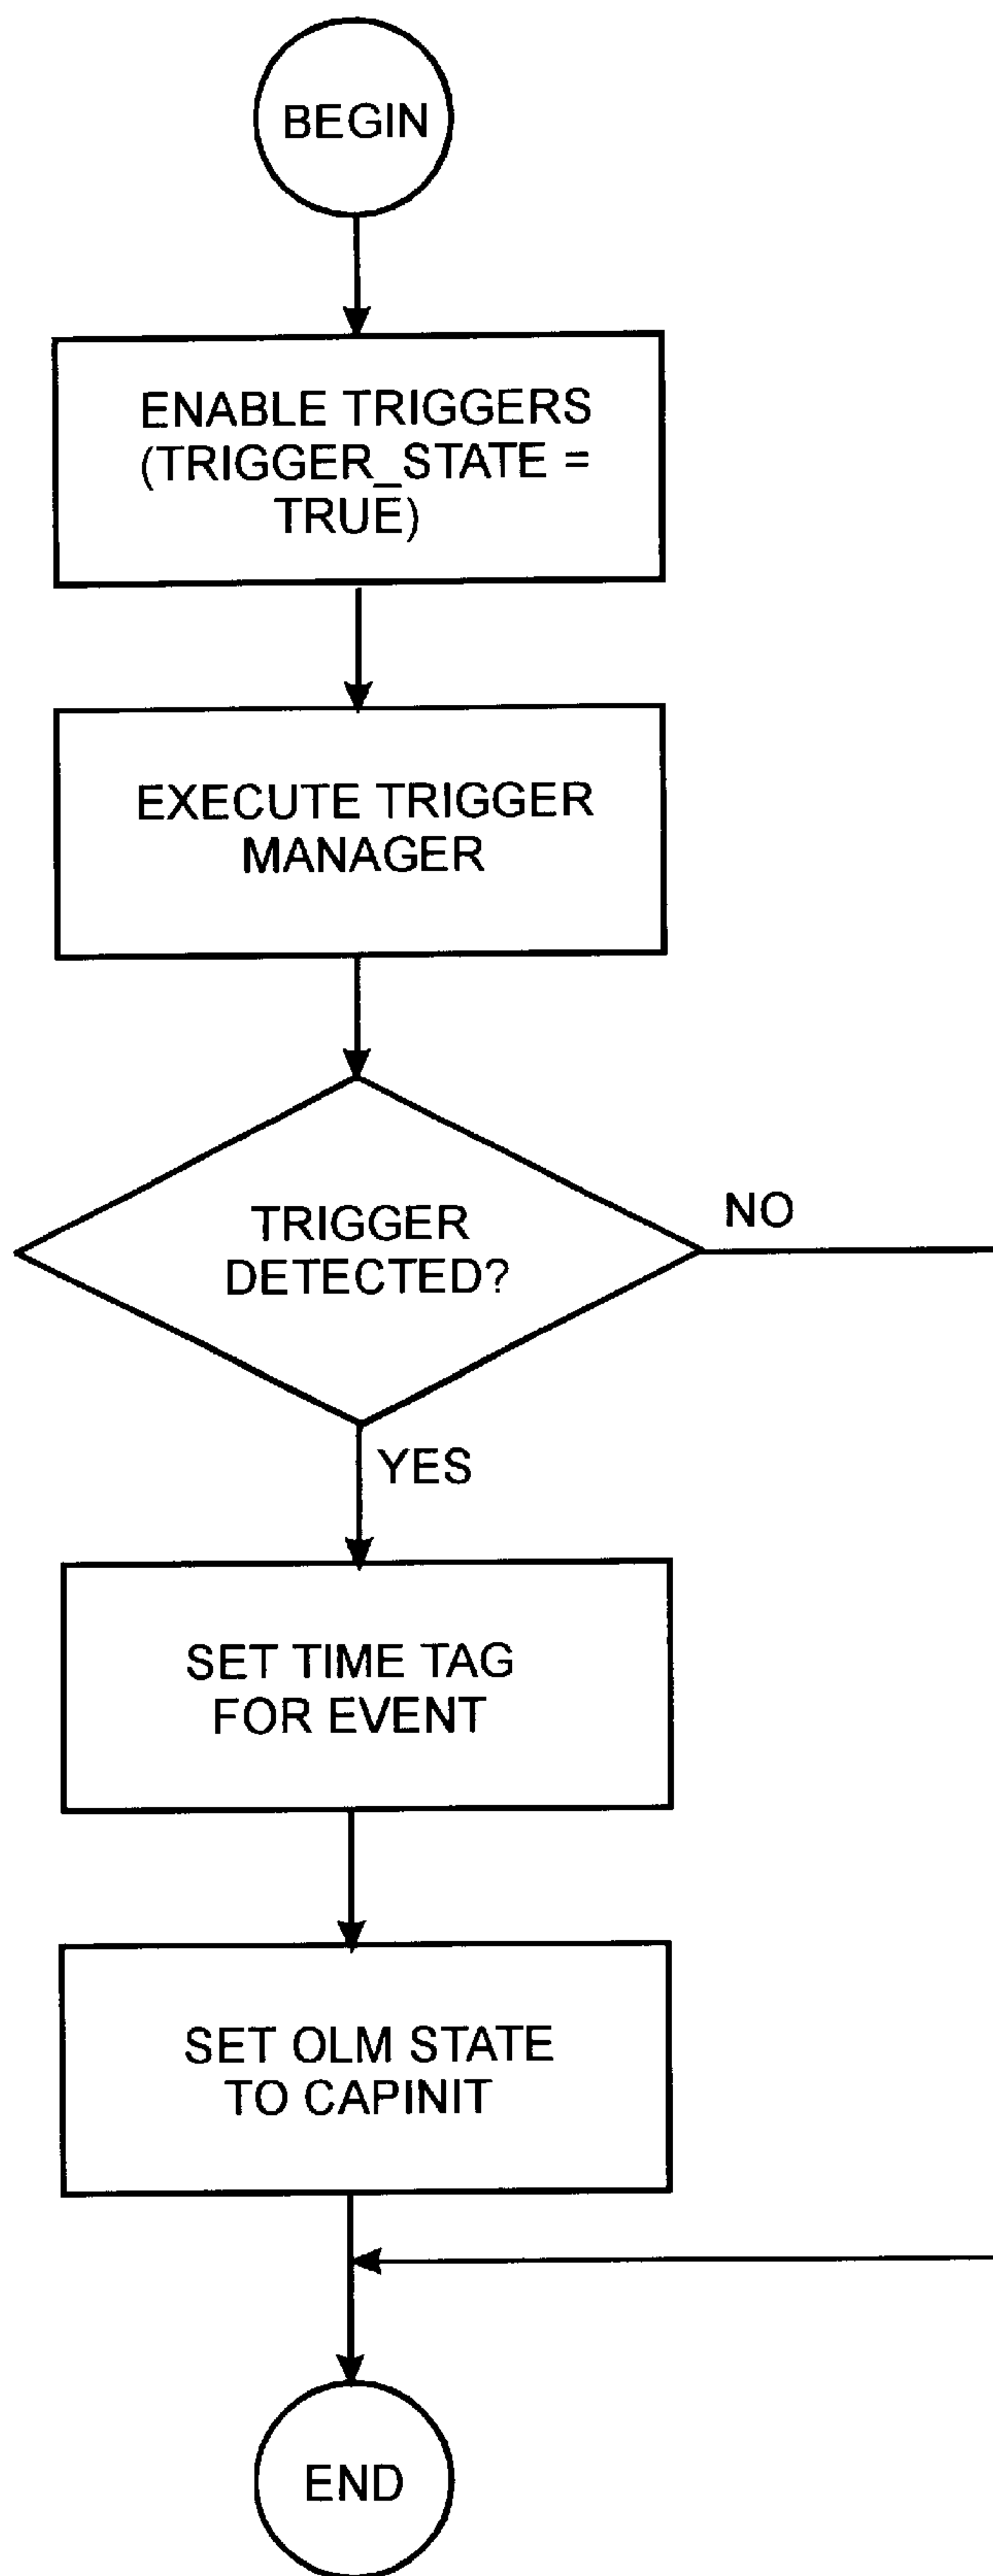 BEGIN
ENABLE TRIGGERS
(TRIGGER_STATE =
TRUE)
EXECUTE TRIGGER
MANAGER
TRIGGER
DETECTED?
NO
YES
SET TIME TAG
FOR EVENT
SET OLM STATE
TO CAPINIT
END